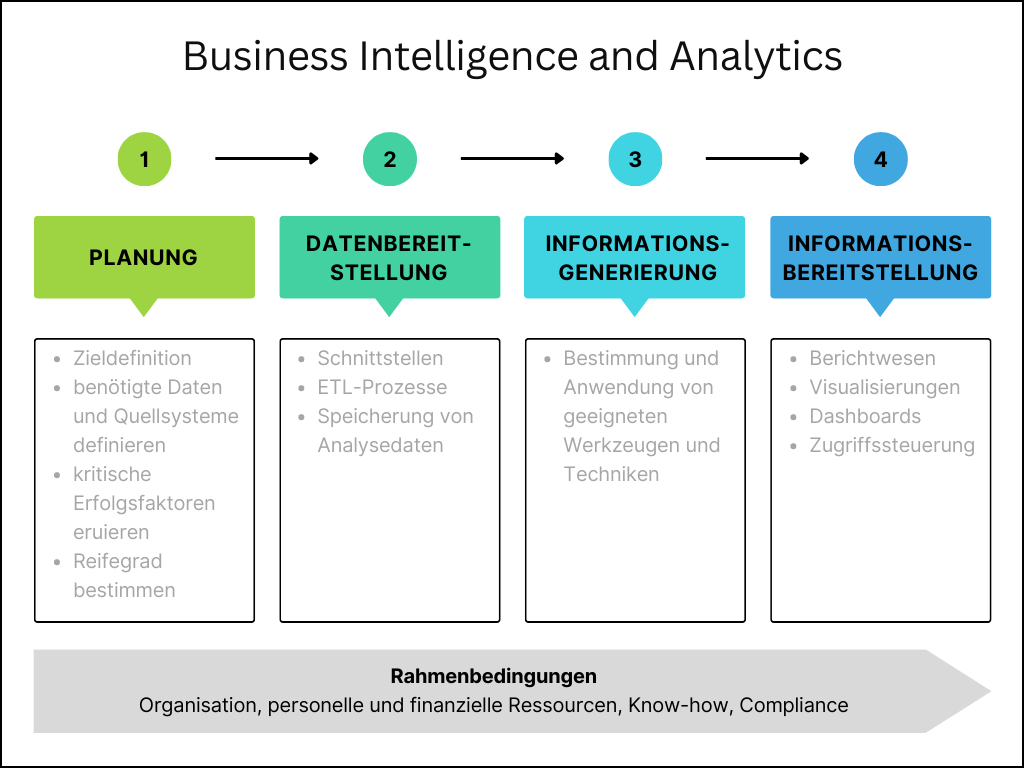 Business Intelligence and Analytics
1
2
3
4
PLANUNG
DATENBEREIT-
STELLUNG
INFORMATIONS-
GENERIERUNG
INFORMATIONS-
BEREITSTELLUNG
• Zieldefinition
• benötigte Daten
und Quellsysteme
definieren
• kritische
Erfolgsfaktoren
eruieren
• Reifegrad
bestimmen
• Schnittstellen
• ETL-Prozesse
• Speicherung von
Analysedaten
• Bestimmung und
Anwendung von
geeigneten
Werkzeugen und
Techniken
• Berichtwesen
• Visualisierungen
• Dashboards
• Zugriffssteuerung
Rahmenbedingungen
Organisation, personelle und finanzielle Ressourcen, Know-how, Compliance